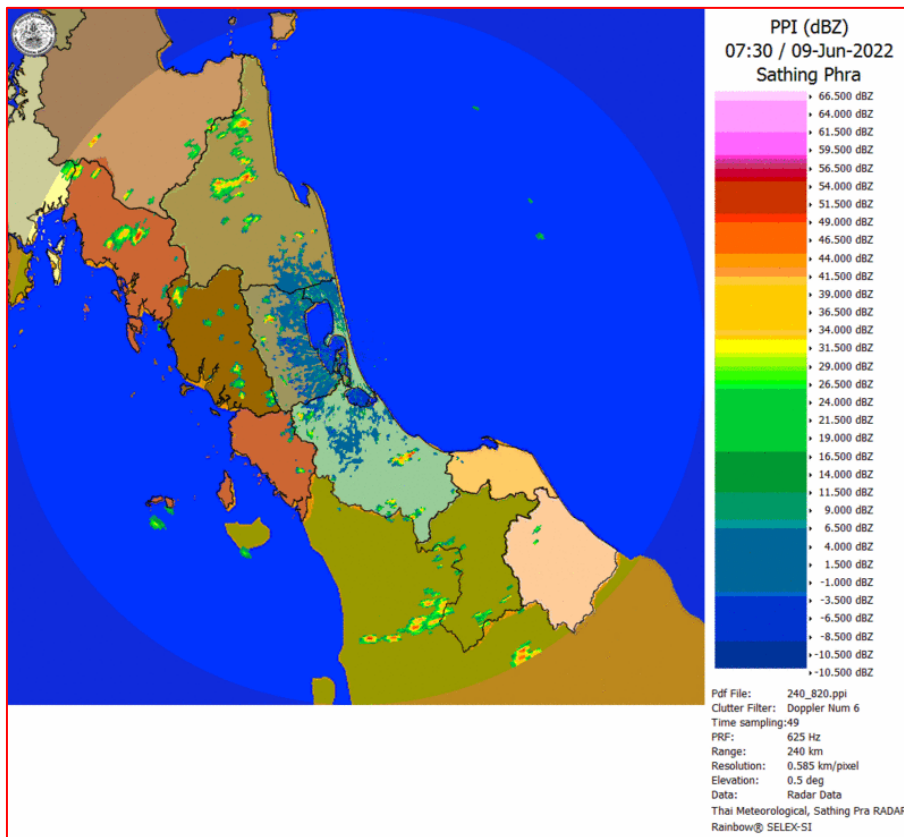 PPI (dBZ)
07:30 / 09-Jun-2022
Sathing Phra
66.500 dBZ
64.000 dBZ
61.500 dBZ
59.500 dBZ
56.500 dBZ
54.000 dBZ
51.500 dBZ
49.000 dBZ
46.500 dBZ
44.000 dBZ
41.500 dBZ
39.000 dBZ
36.500 dBZ
34.000 dBZ
31.500 dBZ
29.000 dBZ
26.500 dBZ
24.000 dBZ
21.500 dBZ
19.000 dBZ
16.500 dBZ
11.500 dBZ
9.000 dBZ
6.500 dBZ
4.000 dBZ
1.500 dBZ
-1.000 dBZ
-3.500 dBZ
-6.500 dBZ
-8.500 dBZ
-10.500 dBZ
-10.500 dBZ
Pdf File: 240_820.ppi
Clutter Filter: Doppler Num 6
Time sampling:49
PRF: 625 Hz
Range: 240 km
Resolution: 0.585 km/pixel
Elevation: 0.5 deg
Data: Radar Data
Thai Meteorological, Sathing Pra RADAR
Rainbow® SELEX-SI